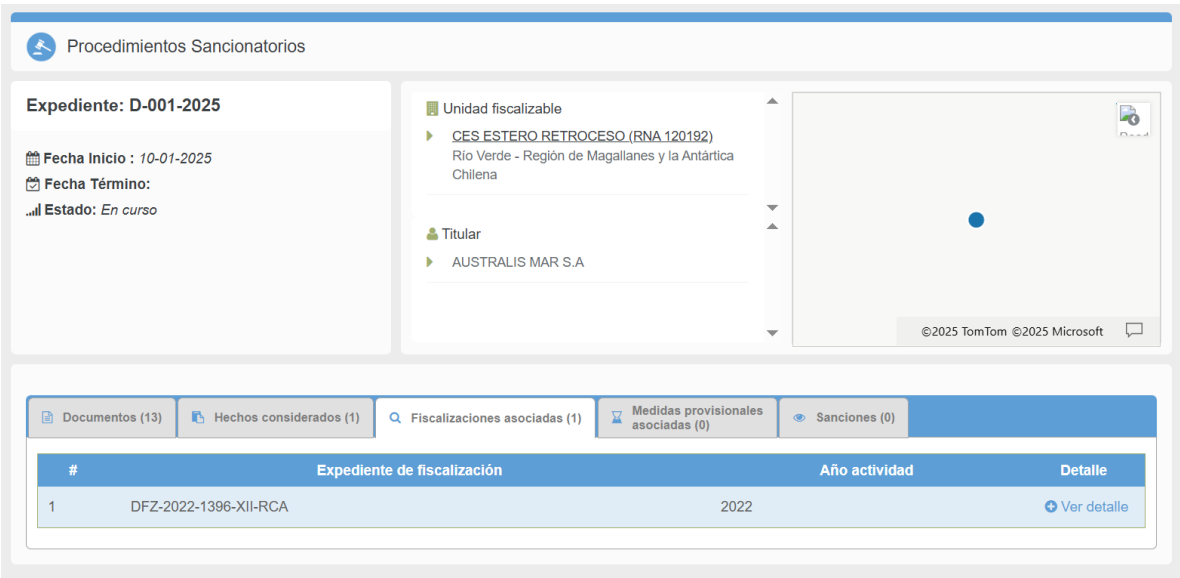 Procedimientos Sancionatorios
Expediente: D-001-2025
Fecha Inicio : 10-01-2025
Fecha Término:
Estado: En curso
Unidad fiscalizable
CES ESTERO RETROCESO (RNA 120192)
Río Verde - Región de Magallanes y la Antártica
Chilena
Titular
AUSTRALIS MAR S.A
©2025 TomTom ©2025 Microsoft
Documentos (13)
Hechos considerados (1)
Fiscalizaciones asociadas (1)
Medidas provisionales
asociadas (0)
Sanciones (0)
# Expediente de fiscalización Año actividad Detalle
1 DFZ-2022-1396-XII-RCA 2022 Ver detalle